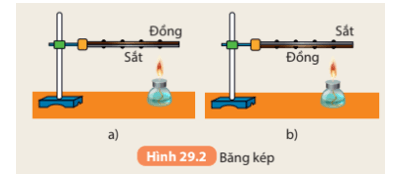 Đồng
Sắt
Sắt
Đồng
a)
b)
Hình 29.2 Băng kép